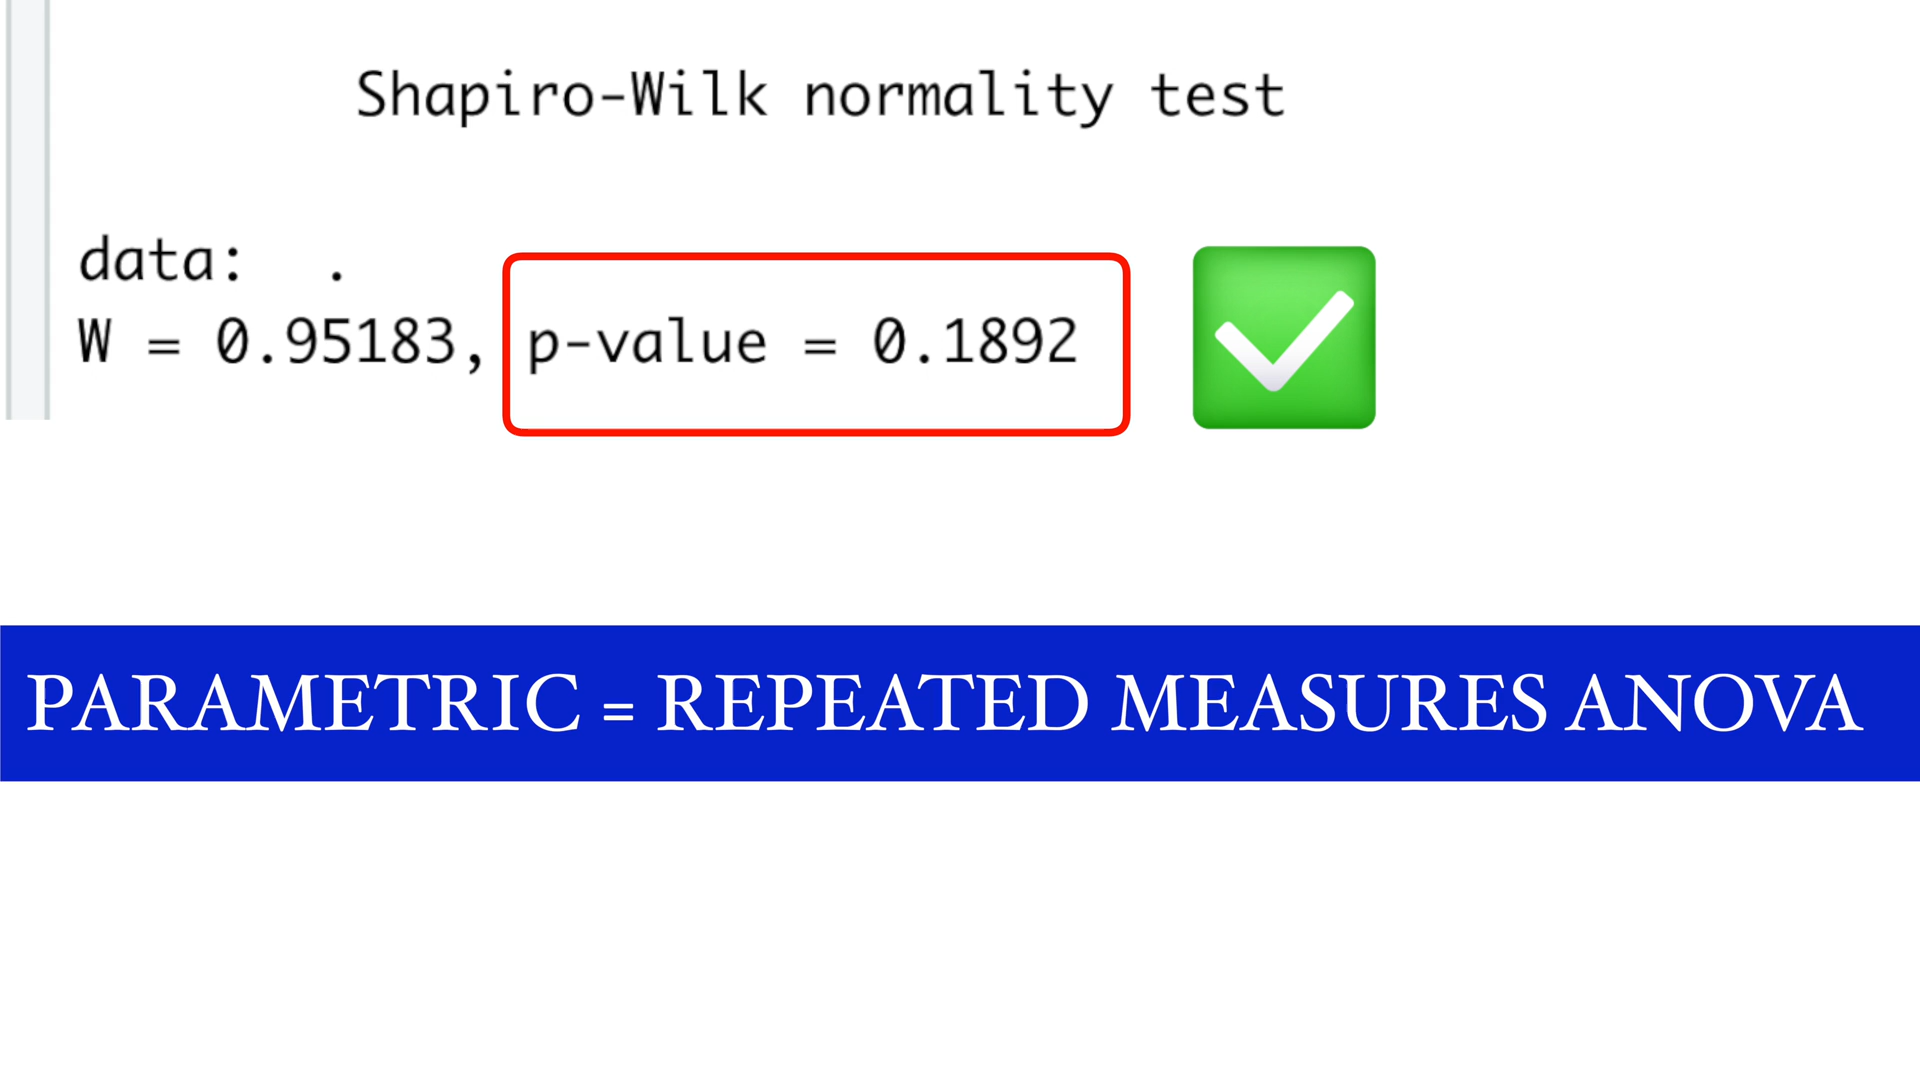 Shapiro-Wilk normality test
data:  .
W = 0.95183, p-value = 0.1892
PARAMETRIC = REPEATED MEASURES ANOVA